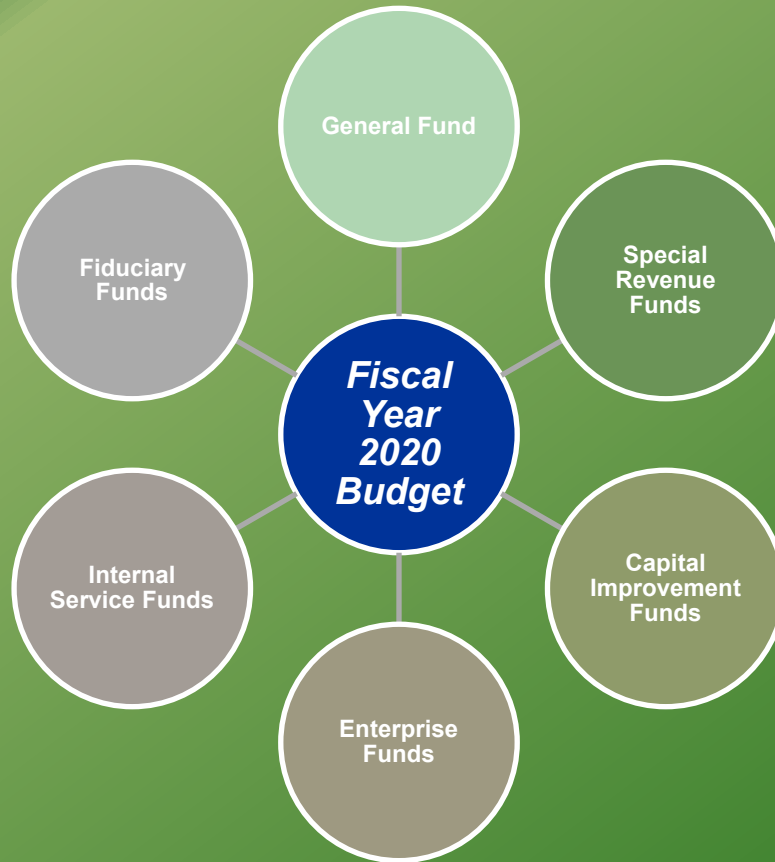 General Fund
Fiduciary
Funds
Special
Revenue
Funds
Fiscal
Year
2020
Budget
Internal
Service Funds
Capital
Improvement
Funds
Enterprise
Funds